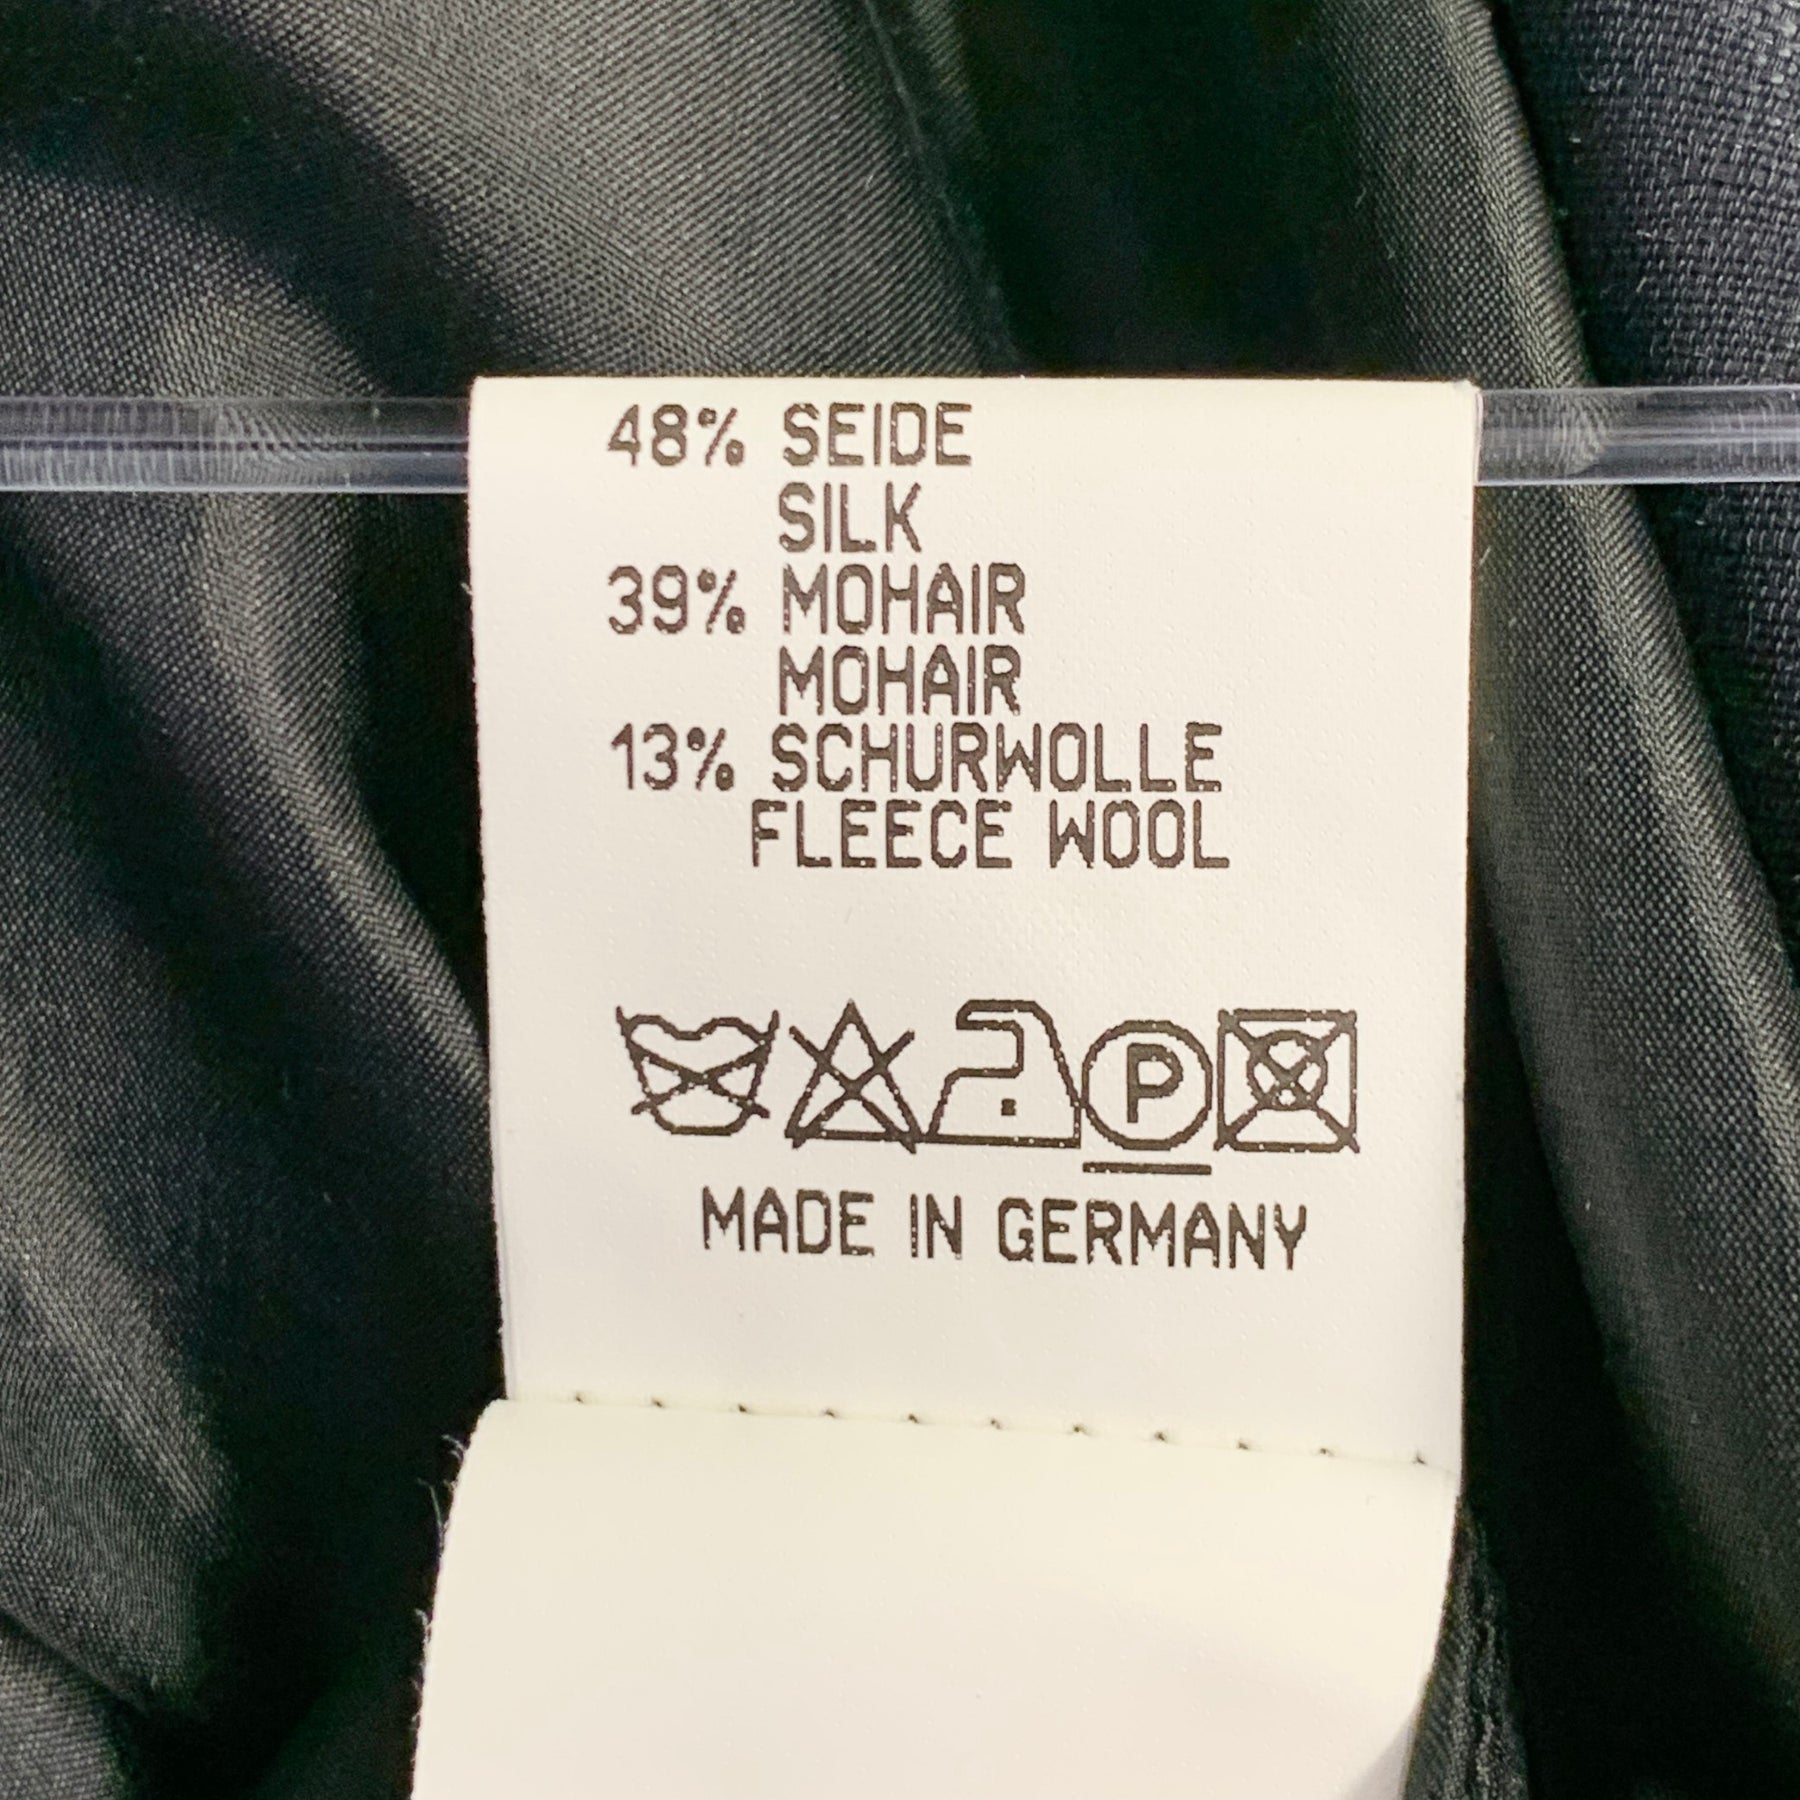 48% SEIDE
SILK
39% MOHAIR
MOHAIR
13% SCHURWOLLE
FLEECE WOOL
P
MADE IN GERMANY